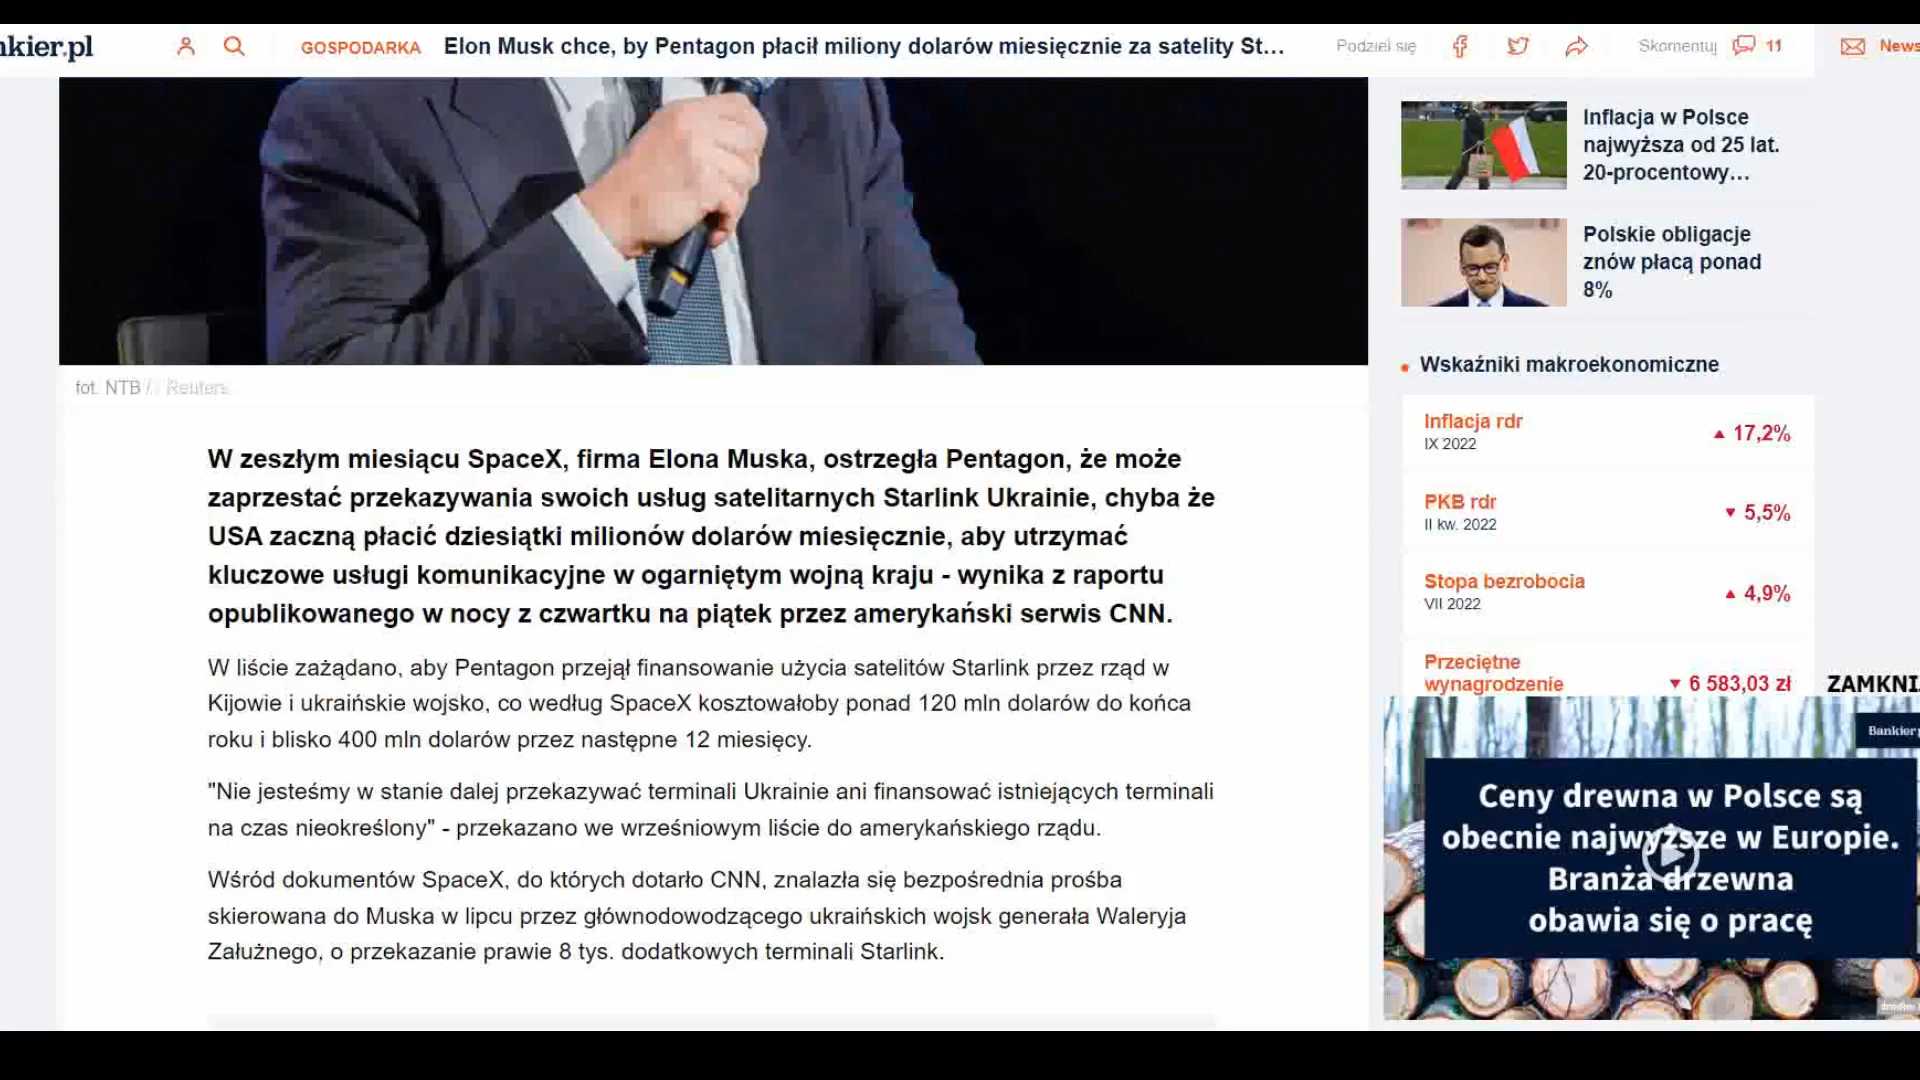 nkier.pl
GOSPODARKA
Elon Musk chce, by Pentagon płacił miliony dolarów miesięcznie za satelity St...
Podziel się
Skomentuj
11
News
fot. NTB / / Reuters
W zeszłym miesiącu SpaceX, firma Elona Muska, ostrzegła Pentagon, że może
zaprzestać przekazywania swoich usług satelitarnych Starlink Ukrainie, chyba że
USA zaczną płacić dziesiątki milionów dolarów miesięcznie, aby utrzymać
kluczowe usługi komunikacyjne w ogarniętym wojną kraju - wynika z raportu
opublikowanego w nocy z czwartku na piątek przez amerykański serwis CNN.
W liście zażądano, aby Pentagon przejął finansowanie użycia satelitów Starlink przez rząd w
Kijowie i ukraińskie wojsko, co według SpaceX kosztowałoby ponad 120 mln dolarów do końca
roku i blisko 400 mln dolarów przez następne 12 miesięcy.
"Nie jesteśmy w stanie dalej przekazywać terminali Ukrainie ani finansować istniejących terminali
na czas nieokreślony" - przekazano we wrześniowym liście do amerykańskiego rządu.
Wśród dokumentów SpaceX, do których dotarło CNN, znalazła się bezpośrednia prośba
skierowana do Muska w lipcu przez głównodowodzącego ukraińskich wojsk generała Waleryja
Załużnego, o przekazanie prawie 8 tys. dodatkowych terminali Starlink.
Inflacja w Polsce
najwyższa od 25 lat.
20-procentowy...
Polskie obligacje
znów płacą ponad
8%
Wskaźniki makroekonomiczne
Inflacja rdr
IX 2022
17,2%
PKB rdr
II kw. 2022
5,5%
Stopa bezrobocia
VII 2022
4,9%
Przeciętne
wynagrodzenie
6 583,03 zł
ZAMKNIJ
Bankier.p
Ceny drewna w Polsce są
obecnie najwyższe w Europie.
Branża drzewna
obawia się o pracę